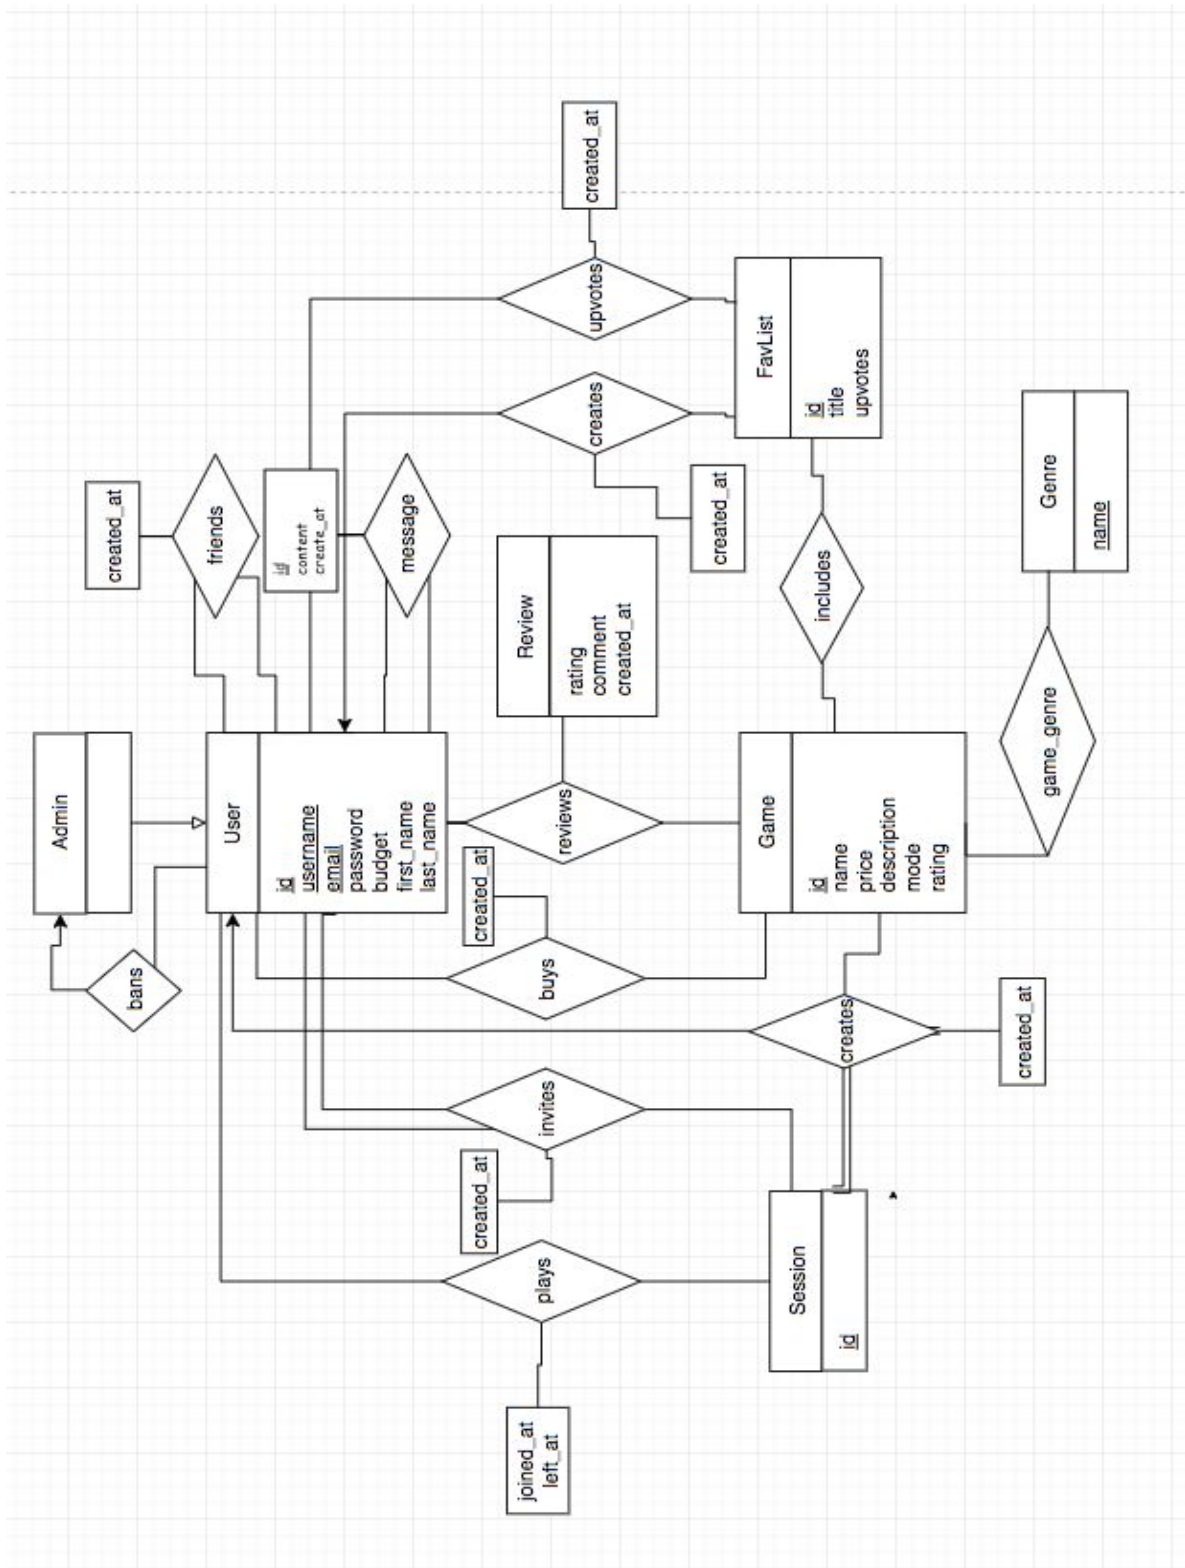 Admin
created_at
bans
friends
User
id
username
email
password
budget
first_name
last_name
id
content
create_at
message
created_at
created_at
joined_at
left_at
plays
invites
buys
reviews
Review
rating
comment
created_at
creates
upvotes
created_at
created_at
Session
id
Game
id
name
price
description
mode
rating
FavList
id
title
upvotes
includes
creates
created_at
game_genre
Genre
name